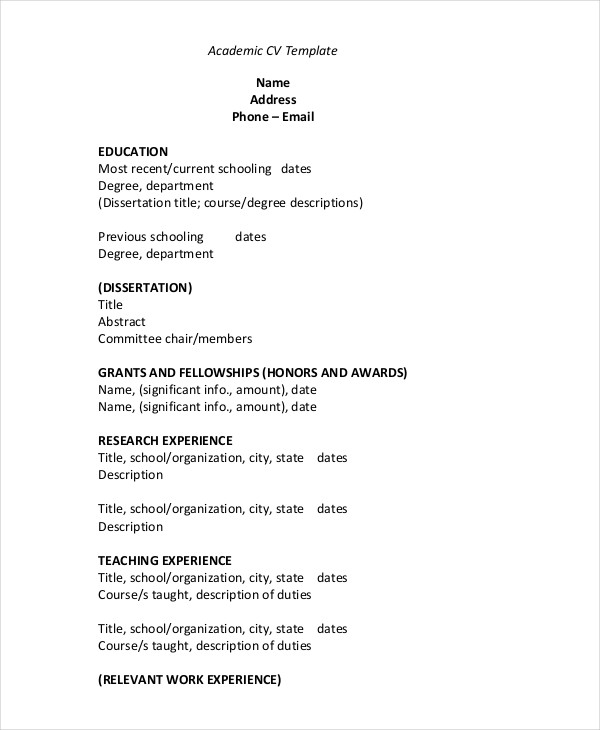 Academic CV Template
Name
Address
Phone – Email
EDUCATION
Most recent/current schooling dates
Degree, department
(Dissertation title; course/degree descriptions)
Previous schooling dates
Degree, department
(DISSERTATION)
Title
Abstract
Committee chair/members
GRANTS AND FELLOWSHIPS (HONORS AND AWARDS)
Name, (significant info., amount), date
Name, (significant info., amount), date
RESEARCH EXPERIENCE
Title, school/organization, city, state dates
Description
Title, school/organization, city, state dates
Description
TEACHING EXPERIENCE
Title, school/organization, city, state dates
Course/s taught, description of duties
Title, school/organization, city, state dates
Course/s taught, description of duties
(RELEVANT WORK EXPERIENCE)